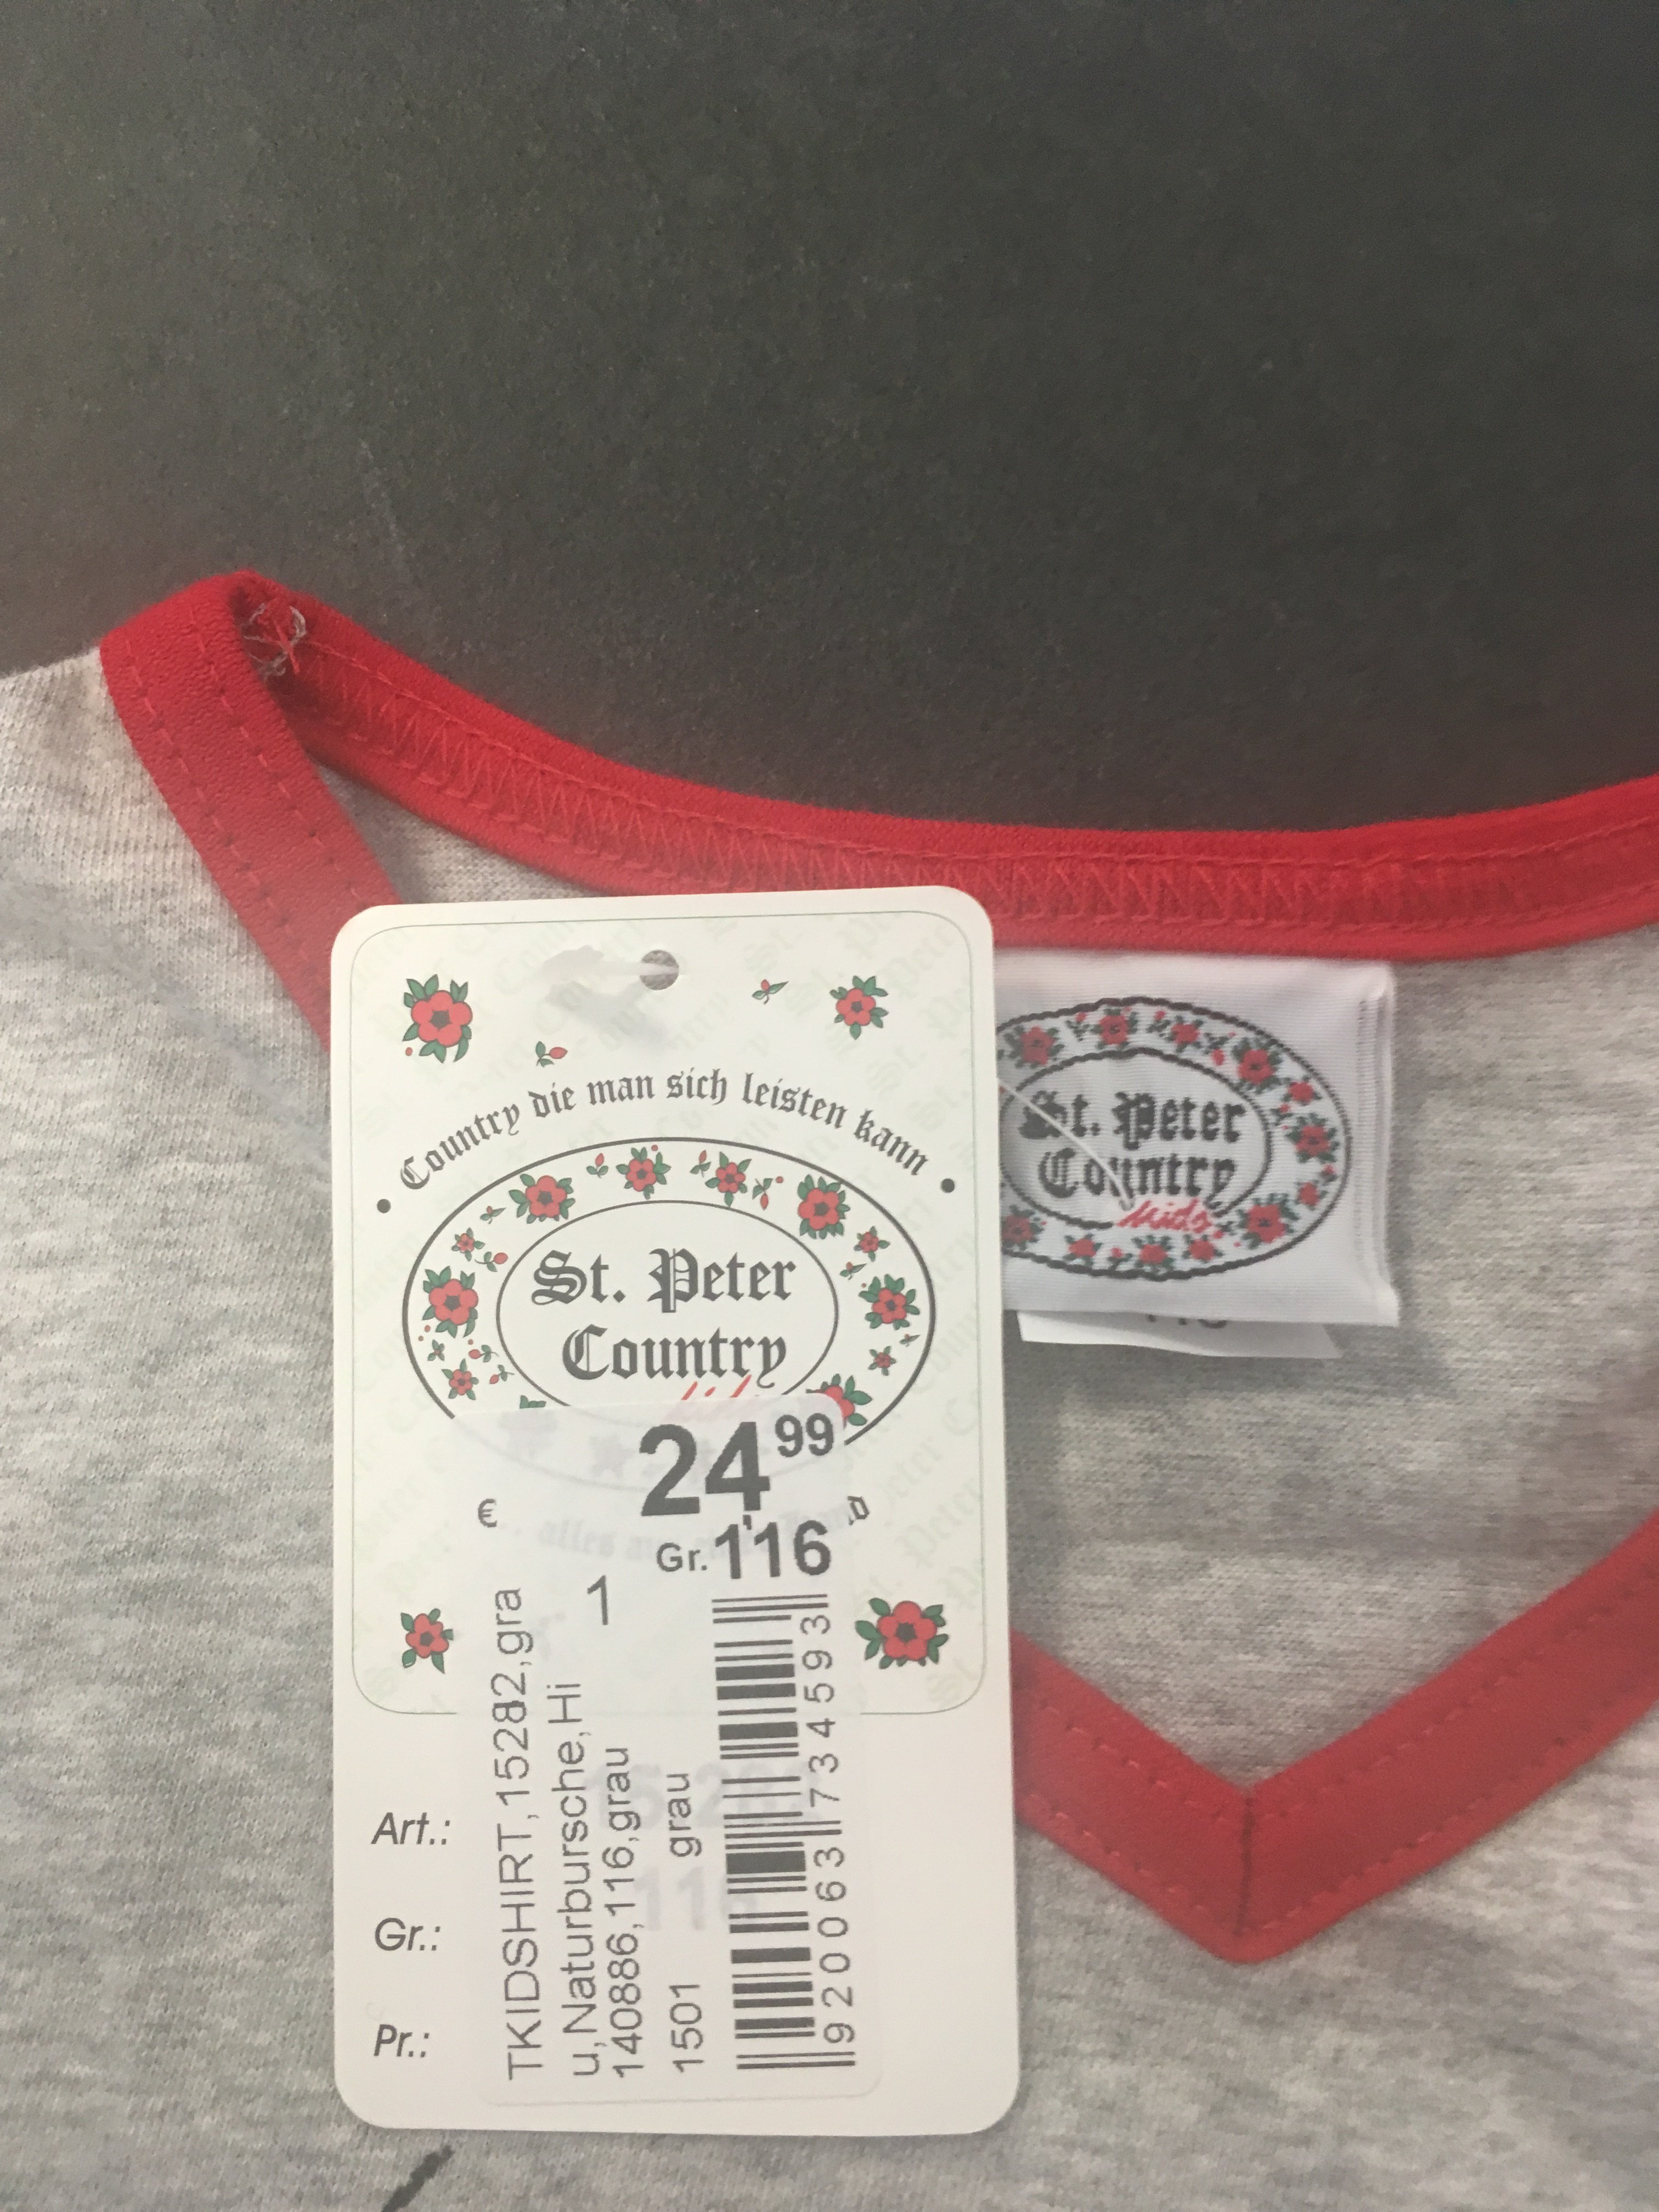 Country die man sich leisten kann
St. Peter
Country
€
24,99
Gr. 116
1
TKIDSHIRT,15282,gra
u,Naturbursche,Hi
140886,116,grau
1501 grau
9200637345931
Art.:
Gr.:
Pr.:
St. Peter
Country
kids